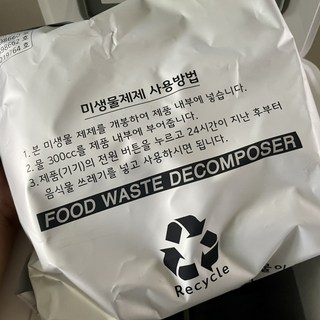 미생물제제 사용방법
1. 본 미생물 제제를 개봉하여 제품 내부에 넣습니다.
2. 물 300cc를 제품 내부에 부어줍니다.
3. 제품(기기)의 전원 버튼을 누르고 24시간이 지난 후부터
음식물 쓰레기를 넣고 사용하시면 됩니다.
FOOD WASTE DECOMPOSER
Recycle